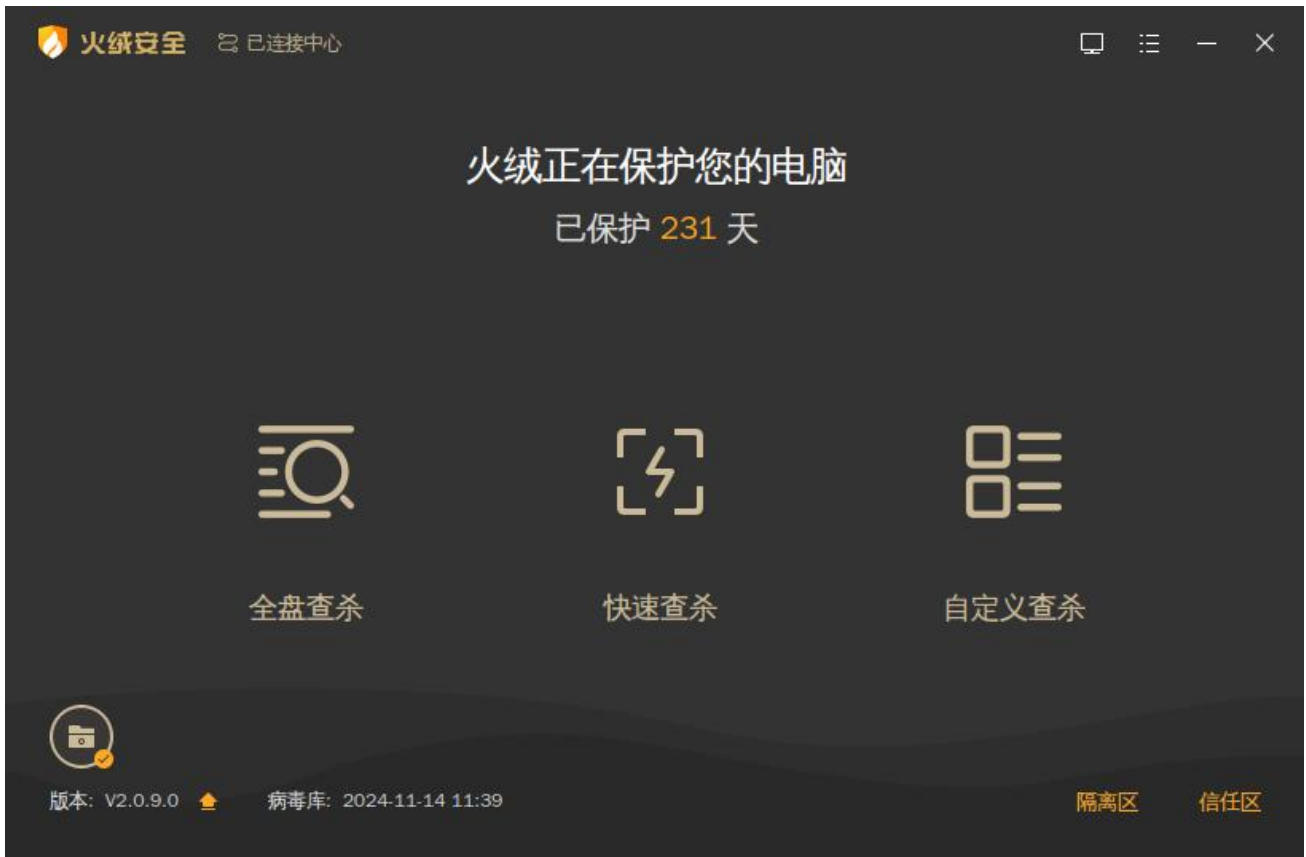 火绒安全 已连接中心
火绒正在保护您的电脑
已保护 231 天
全盘查杀 快速查杀 自定义查杀
版本: V2.0.9.0 病毒库: 2024-11-14 11:39 隔离区 信任区